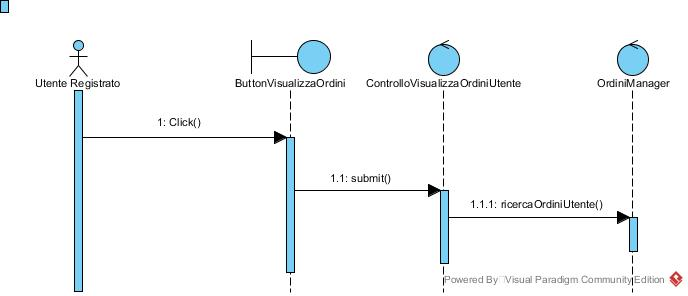 Utente Registrato
ButtonVisualizzaOrdini
ControlloVisualizzaOrdiniUtente
OrdiniManager
1: Click()
1.1: submit()
1.1.1: ricercaOrdiniUtente()
Powered By Visual Paradigm Community Edition